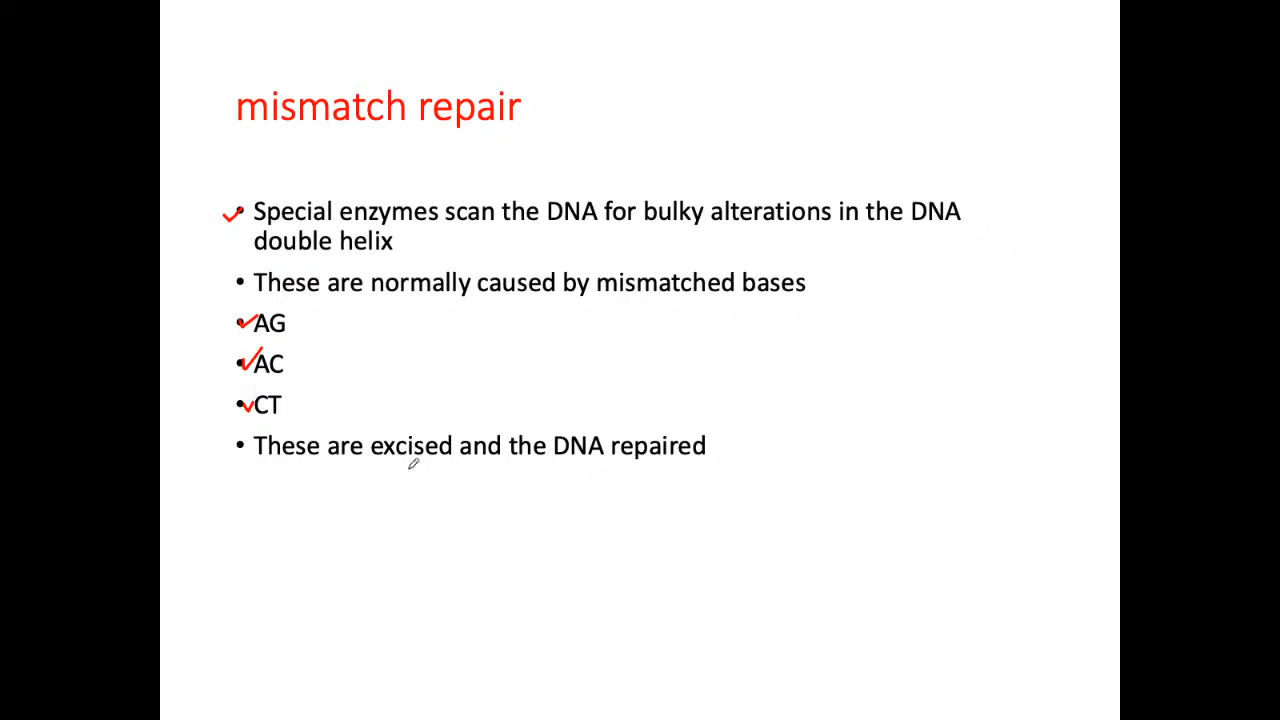 mismatch repair
• Special enzymes scan the DNA for bulky alterations in the DNA
double helix
• These are normally caused by mismatched bases
• AG
• AC
• CT
• These are excised and the DNA repaired